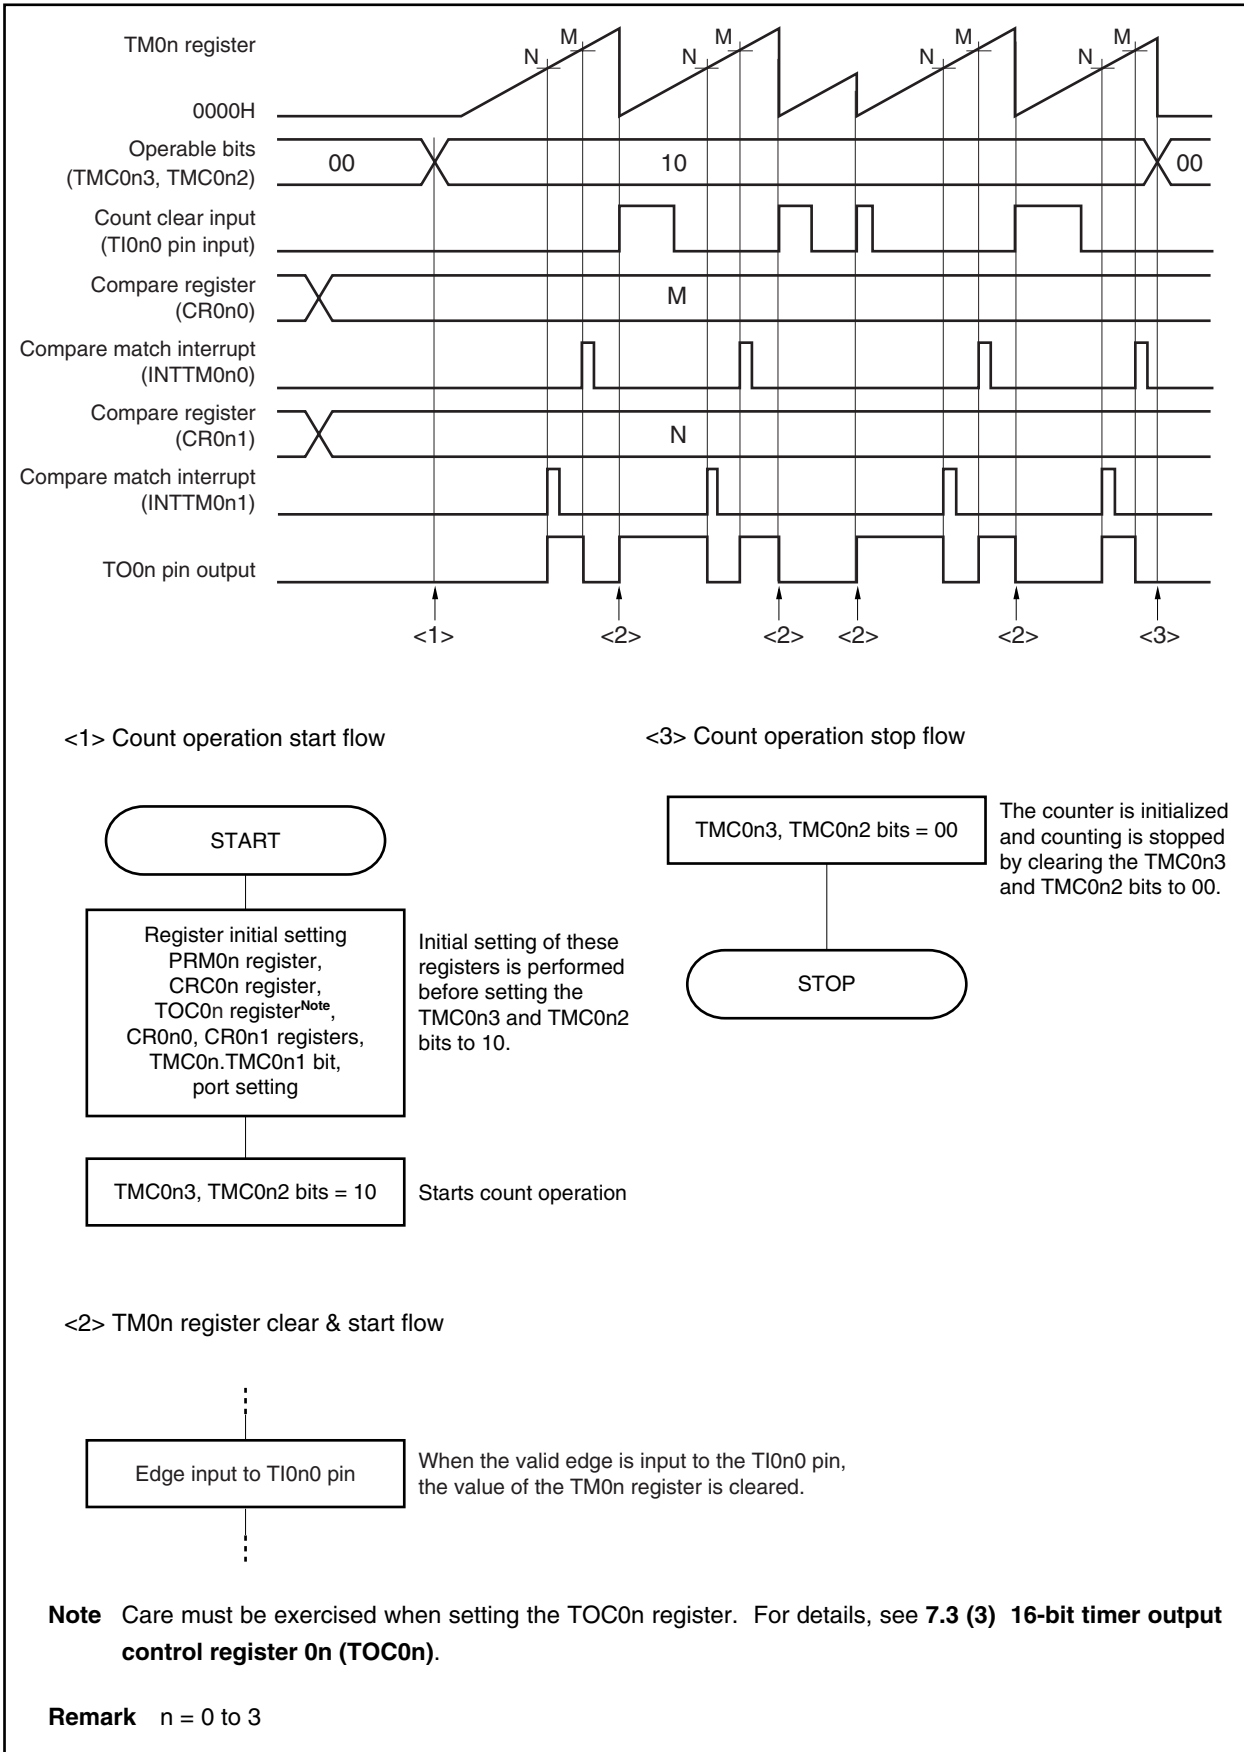 TM0n register
N
M
N
M
N
M
N
M
0000H
Operable bits
(TMC0n3, TMC0n2)
00
10
00
Count clear input
(TI0n0 pin input)
Compare register
(CR0n0)
M
Compare match interrupt
(INTTM0n0)
Compare register
(CR0n1)
N
Compare match interrupt
(INTTM0n1)
TO0n pin output
<1>
<2>
<2>
<2>
<2>
<3>
<1> Count operation start flow
START
Register initial setting
PRM0n register,
CRC0n register,
TOC0n registerNote,
CR0n0, CR0n1 registers,
TMC0n.TMC0n1 bit,
port setting
Initial setting of these
registers is performed
before setting the
TMC0n3 and TMC0n2
bits to 10.
TMC0n3, TMC0n2 bits = 10
Starts count operation
<3> Count operation stop flow
TMC0n3, TMC0n2 bits = 00
The counter is initialized
and counting is stopped
by clearing the TMC0n3
and TMC0n2 bits to 00.
STOP
<2> TM0n register clear & start flow
Edge input to TI0n0 pin
When the valid edge is input to the TI0n0 pin,
the value of the TM0n register is cleared.
Note Care must be exercised when setting the TOC0n register. For details, see 7.3 (3) 16-bit timer output
control register 0n (TOC0n).
Remark n = 0 to 3